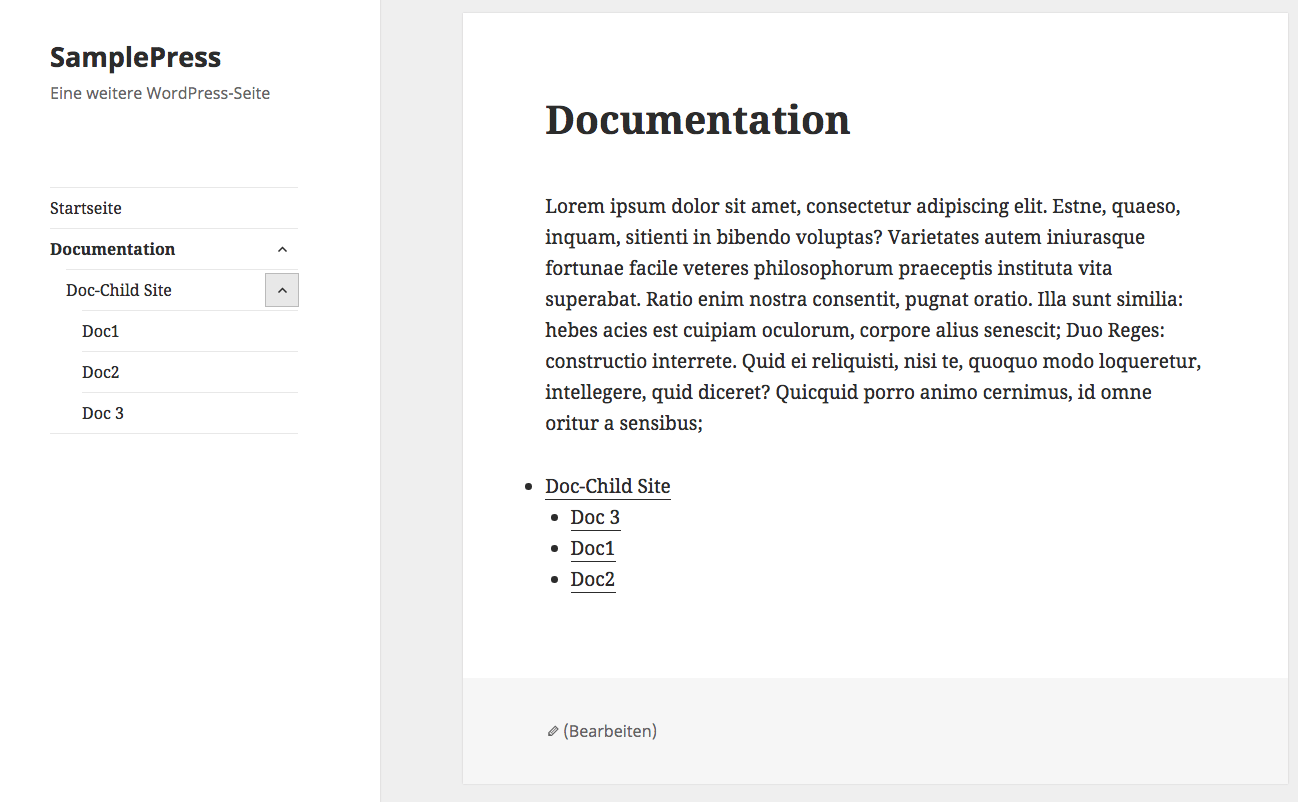 SamplePress
Eine weitere WordPress-Seite
Startseite
Documentation
Doc-Child Site
Doc1
Doc2
Doc 3
Documentation
Lorem ipsum dolor sit amet, consectetur adipiscing elit. Estne, quaeso,
inquam, sitienti in bibendo voluptas? Varietates autem iniurasque
fortunae facile veteres philosophorum praeceptis instituta vita
superabat. Ratio enim nostra consentit, pugnat oratio. Illa sunt similia:
hebes acies est cuipiam oculorum, corpore alius senescit; Duo Reges:
constructio interrete. Quid ei reliquisti, nisi te, quoquo modo loqueretur,
intellegere, quid diceret? Quicquid porro animo cernimus, id omne
oritur a sensibus;
Doc-Child Site
Doc 3
Doc1
Doc2
(Bearbeiten)